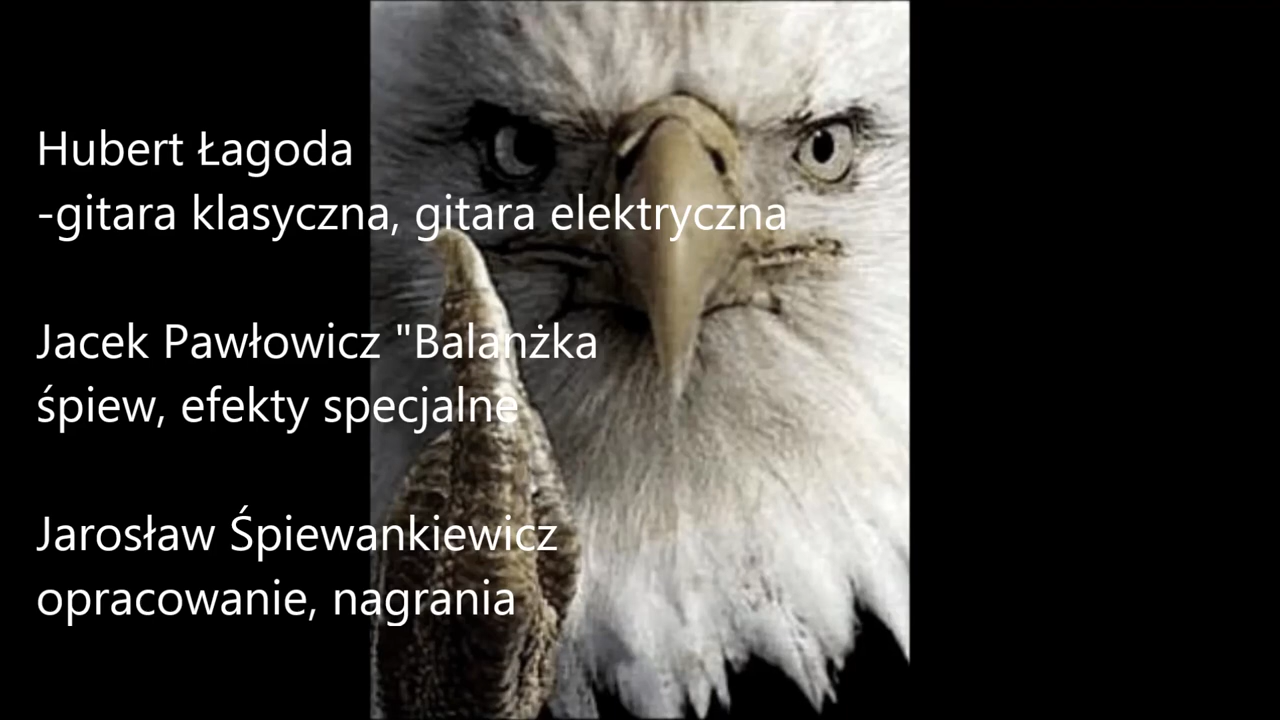 Hubert Łagoda
-gitara klasyczna, gitara elektryczna
Jacek Pawłowicz "Balanżka
śpiew, efekty specjalne
Jarosław Śpiewankiewicz
opracowanie, nagrania